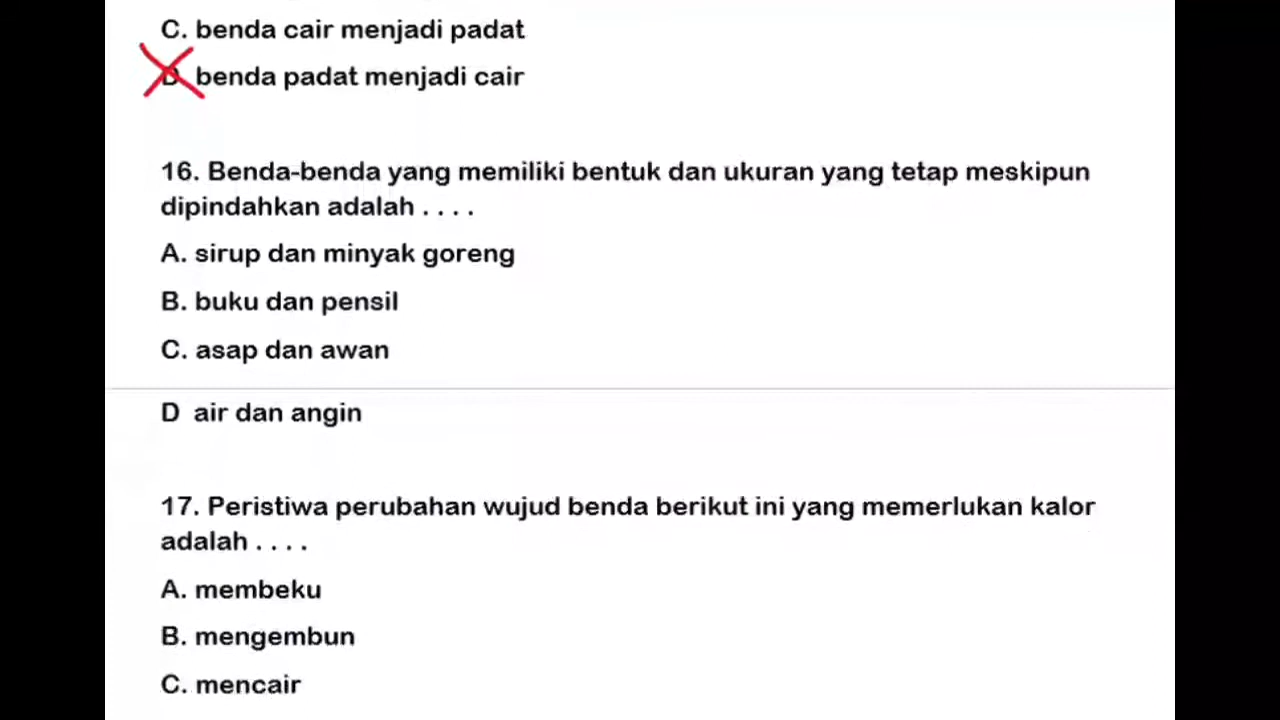 C. benda cair menjadi padat
D benda padat menjadi cair
16. Benda-benda yang memiliki bentuk dan ukuran yang tetap meskipun
dipindahkan adalah . . . .
A. sirup dan minyak goreng
B. buku dan pensil
C. asap dan awan
D air dan angin
17. Peristiwa perubahan wujud benda berikut ini yang memerlukan kalor
adalah . . . .
A. membeku
B. mengembun
C. mencair